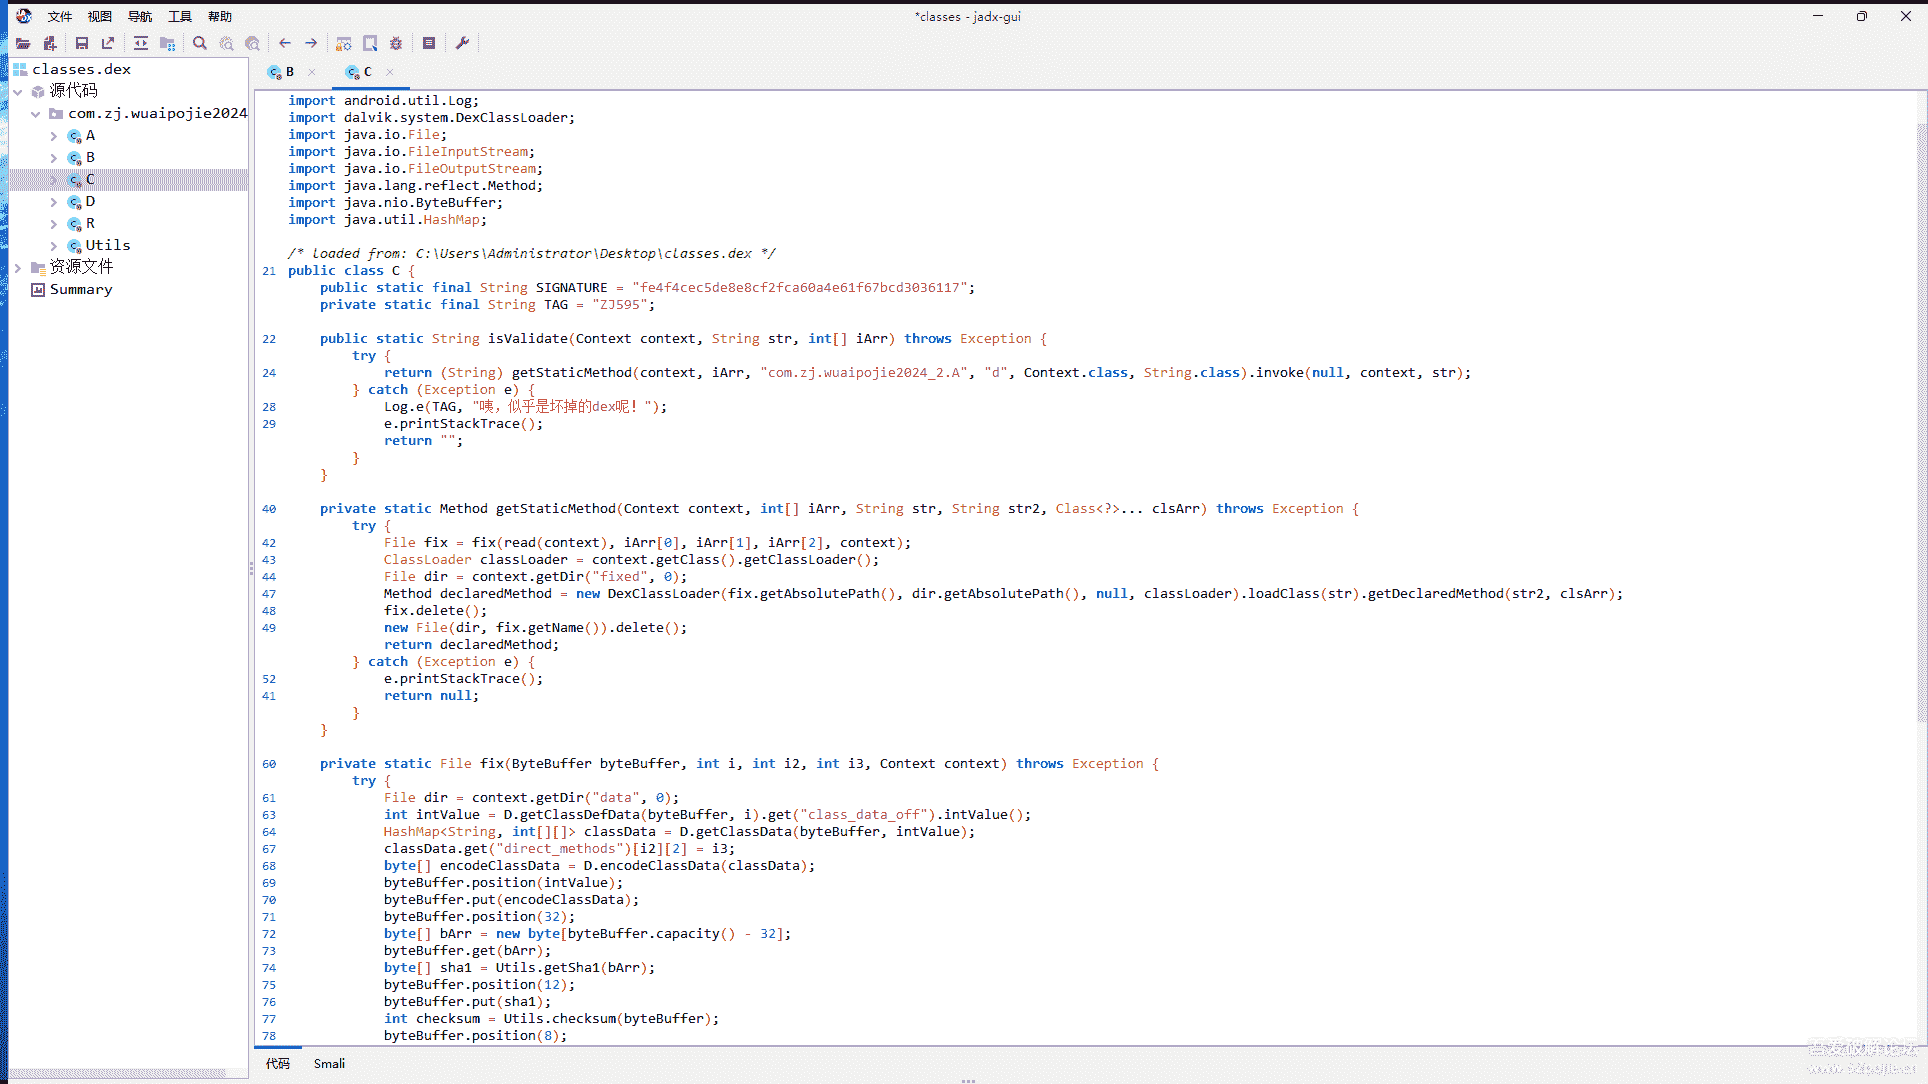 *classes - jadx-gui
文件 视图 导航 工具 帮助
classes.dex
源代码
com.zj.wuaipojie2024
A
B
C
D
R
Utils
资源文件
Summary
B × C ×
import android.util.Log;
import dalvik.system.DexClassLoader;
import java.io.File;
import java.io.FileInputStream;
import java.io.FileOutputStream;
import java.lang.reflect.Method;
import java.nio.ByteBuffer;
import java.util.HashMap;
/* loaded from: C:\Users\Administrator\Desktop\classes.dex */
21 public class C {
public static final String SIGNATURE = "fe4f4cec5de8e8cf2fca60a4e61f67bcd3036117";
private static final String TAG = "ZJ595";
22 public static String isValidate(Context context, String str, int[] iArr) throws Exception {
try {
24 return (String) getStaticMethod(context, iArr, "com.zj.wuaipojie2024_2.A", "d", Context.class, String.class).invoke(null, context, str);
} catch (Exception e) {
28 Log.e(TAG, "咦，似乎是坏掉的dex呢！");
29 e.printStackTrace();
return "";
}
}
40 private static Method getStaticMethod(Context context, int[] iArr, String str, String str2, Class<?>... clsArr) throws Exception {
try {
42 File fix = fix(read(context), iArr[0], iArr[1], iArr[2], context);
43 ClassLoader classLoader = context.getClass().getClassLoader();
44 File dir = context.getDir("fixed", 0);
47 Method declaredMethod = new DexClassLoader(fix.getAbsolutePath(), dir.getAbsolutePath(), null, classLoader).loadClass(str).getDeclaredMethod(str2, clsArr);
48 fix.delete();
49 new File(dir, fix.getName()).delete();
return declaredMethod;
} catch (Exception e) {
52 e.printStackTrace();
41 return null;
}
}
60 private static File fix(ByteBuffer byteBuffer, int i, int i2, int i3, Context context) throws Exception {
try {
61 File dir = context.getDir("data", 0);
63 int intValue = D.getClassDefData(byteBuffer, i).get("class_data_off").intValue();
64 HashMap<String, int[][]> classData = D.getClassData(byteBuffer, intValue);
67 classData.get("direct_methods")[i2][2] = i3;
68 byte[] encodeClassData = D.encodeClassData(classData);
69 byteBuffer.position(intValue);
70 byteBuffer.put(encodeClassData);
71 byteBuffer.position(32);
72 byte[] bArr = new byte[byteBuffer.capacity() - 32];
73 byteBuffer.get(bArr);
74 byte[] sha1 = Utils.getSha1(bArr);
75 byteBuffer.position(12);
76 byteBuffer.put(sha1);
77 int checksum = Utils.checksum(byteBuffer);
78 byteBuffer.position(8);
代码 Smali
吾爱破解论坛
www.52pojie.cn